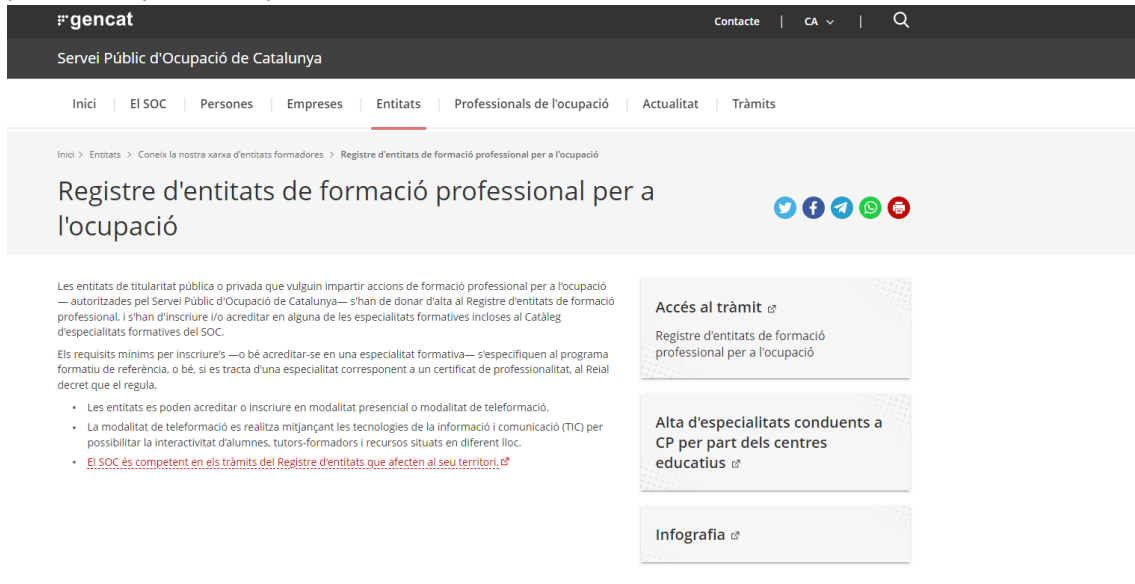 gencat
Contacte | CA |
Servei Públic d'Ocupació de Catalunya
Inici | El SOC | Persones | Empreses | Entitats | Professionals de l'ocupació | Actualitat | Tràmits
Inici > Entitats > Coneix la nostra xarxa d'entitats formadores > Registre d'entitats de formació professional per a l'ocupació
Registre d'entitats de formació professional per a
l'ocupació
Les entitats de titularitat pública o privada que vulguin impartir accions de formació professional per a l'ocupació
— autoritzades pel Servei Públic d'Ocupació de Catalunya— s'han de donar d'alta al Registre d'entitats de formació
professional, i s'han d'inscriure i/o acreditar en alguna de les especialitats formatives incloses al Catàleg
d'especialitats formatives del SOC.
Els requisits mínims per inscriure's —o bé acreditar-se en una especialitat formativa— s'especifiquen al programa
formatiu de referència, o bé, si es tracta d'una especialitat corresponent a un certificat de professionalitat, al Reial
decret que el regula.
• Les entitats es poden acreditar o inscriure en modalitat presencial o modalitat de teleformació.
• La modalitat de teleformació es realitza mitjançant les tecnologies de la informació i comunicació (TIC) per
possibilitar la interactivitat d'alumnes, tutors-formadors i recursos situats en diferent lloc.
• El SOC és competent en els tràmits del Registre d'entitats que afecten al seu territori.
Accés al tràmit
Registre d'entitats de formació
professional per a l'ocupació
Alta d'especialitats conduents a
CP per part dels centres
educatius
Infografia